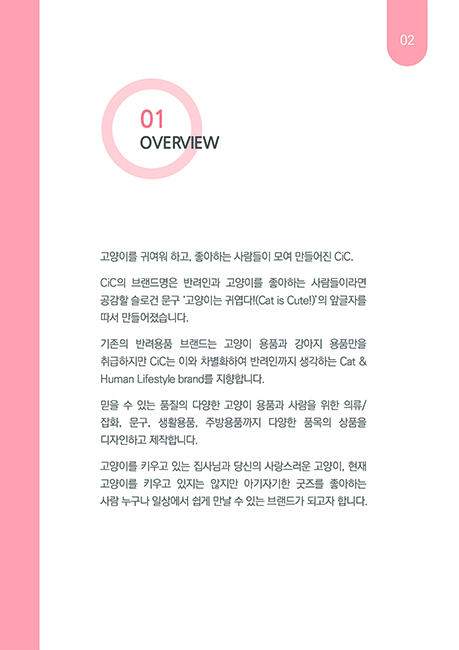 02
01
OVERVIEW
고양이를 귀여워 하고, 좋아하는 사람들이 모여 만들어진 CiC.
CiC의 브랜드명은 반려인과 고양이를 좋아하는 사람들이라면
공감할 슬로건 문구 '고양이는 귀엽다!(Cat is Cute!)'의 앞글자를
따서 만들어졌습니다.
기존의 반려용품 브랜드는 고양이 용품과 강아지 용품만을
취급하지만 CiC는 이와 차별화하여 반려인까지 생각하는 Cat &
Human Lifestyle brand를 지향합니다.
믿을 수 있는 품질의 다양한 고양이 용품과 사람을 위한 의류/
잡화, 문구, 생활용품, 주방용품까지 다양한 품목의 상품을
디자인하고 제작합니다.
고양이를 키우고 있는 집사님과 당신의 사랑스러운 고양이, 현재
고양이를 키우고 있지는 않지만 아기자기한 굿즈를 좋아하는
사람 누구나 일상에서 쉽게 만날 수 있는 브랜드가 되고자 합니다.